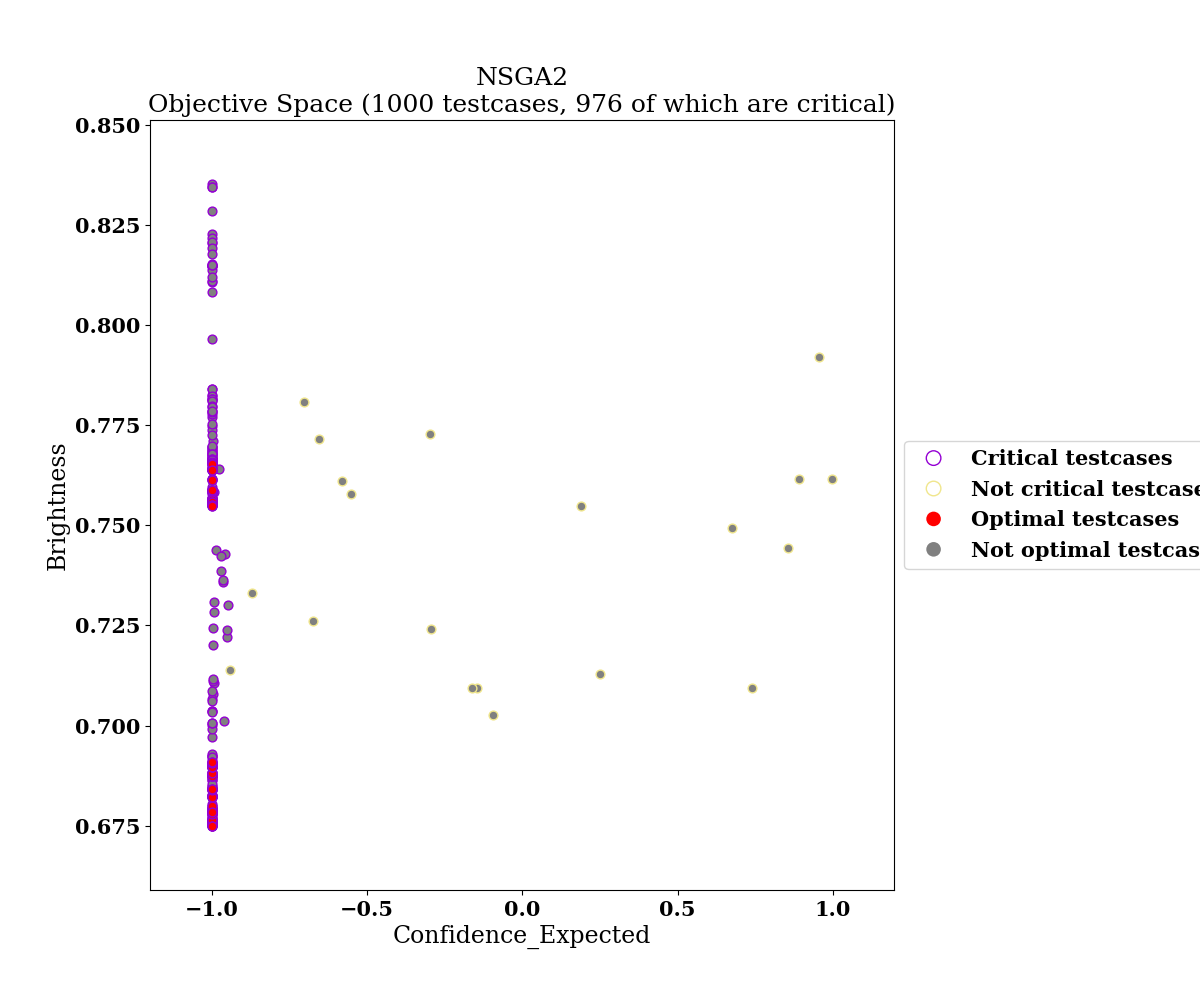 NSGA2
Objective Space (1000 testcases, 976 of which are critical)
0.850
0.825
0.800
0.775
0.750
0.725
0.700
0.675
Brightness
−1.0
−0.5
0.0
0.5
1.0
Confidence_Expected
Critical testcases
Not critical testcase
Optimal testcases
Not optimal testcas